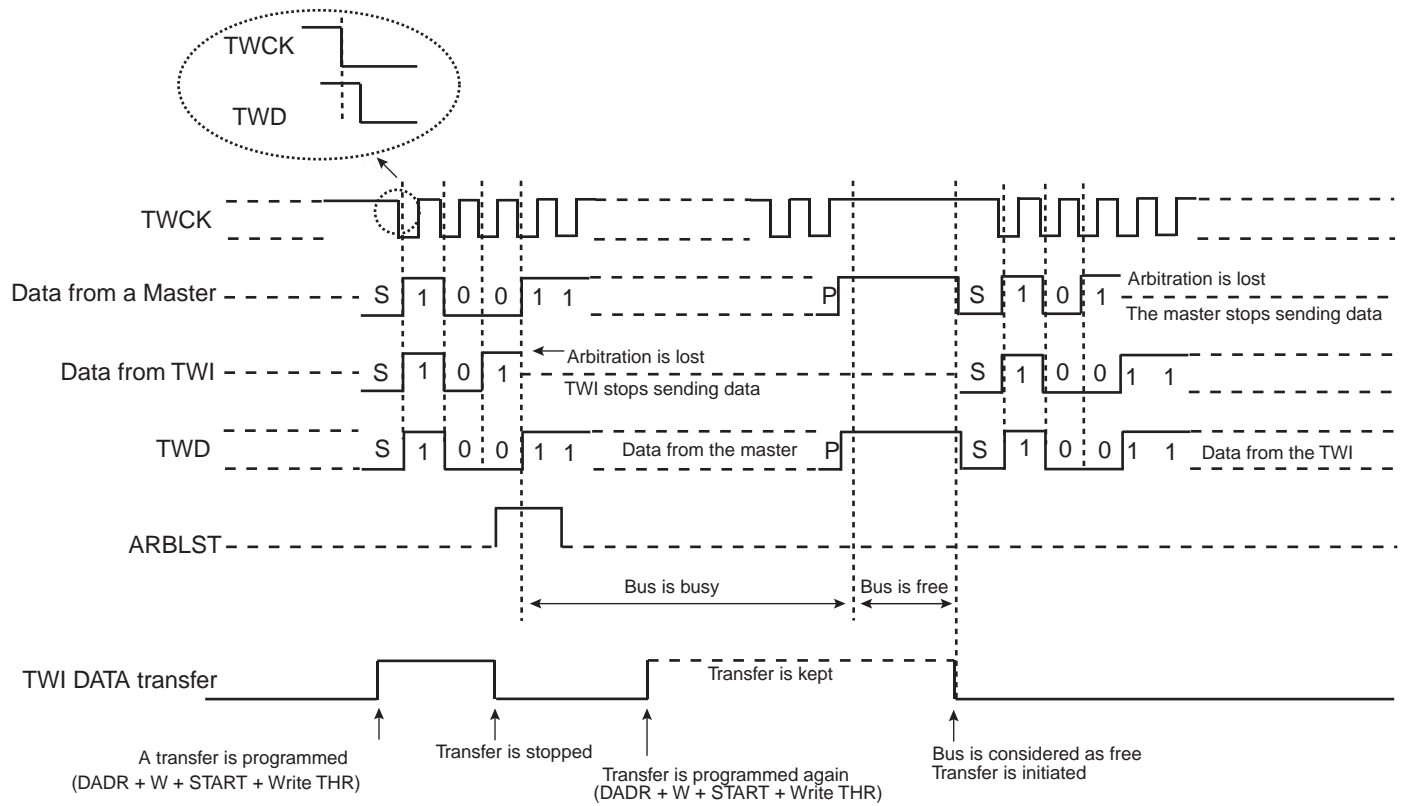 TWCK
TWD
TWCK
Data from a Master S 1 0 0 1 1 P S 1 0 1 Arbitration is lost
The master stops sending data
Data from TWI S 1 0 1 Arbitration is lost S 1 0 0 1 1
TWI stops sending data
TWD S 1 0 0 1 1 Data from the master P S 1 0 0 1 1 Data from the TWI
ARBLST
Bus is busy Bus is free
TWI DATA transfer Transfer is kept
A transfer is programmed
(DADR + W + START + Write THR)
Transfer is stopped
Transfer is programmed again
(DADR + W + START + Write THR)
Bus is considered as free
Transfer is initiated